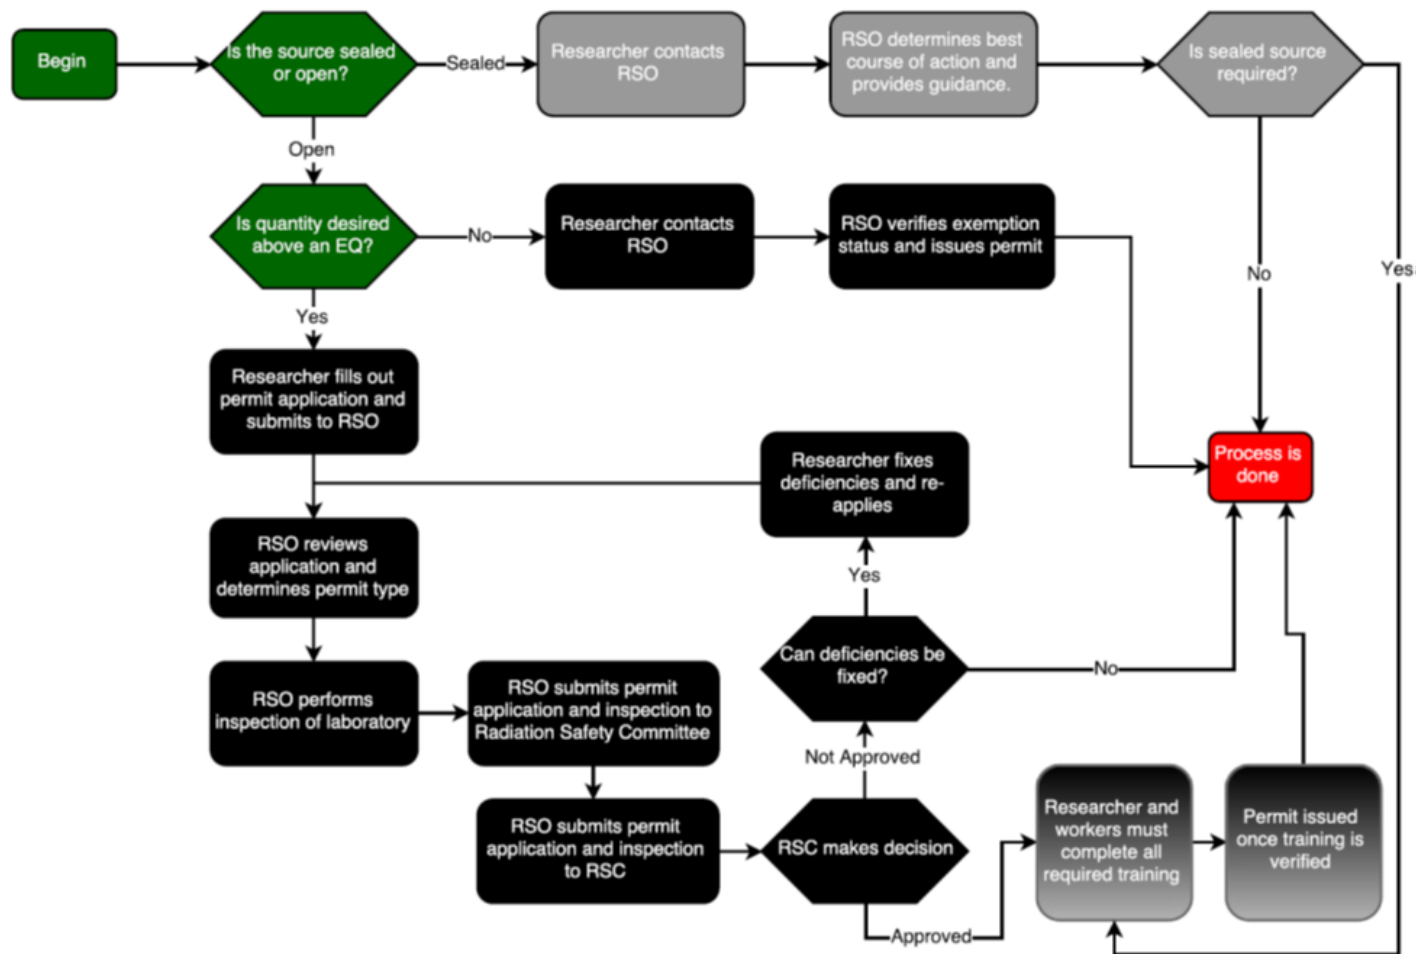 Begin
Is the source sealed
or open?
Sealed
Researcher contacts
RSO
RSO determines best
course of action and
provides guidance.
Is sealed source
required?
Open
No
Yes
Is quantity desired
above an EQ?
No
Researcher contacts
RSO
RSO verifies exemption
status and issues permit
Yes
Researcher fills out
permit application and
submits to RSO
Researcher fixes
deficiencies and re-
applies
Process is
done
RSO reviews
application and
determines permit type
Yes
Can deficiencies be
fixed?
No
RSO performs
inspection of laboratory
RSO submits permit
application and inspection to
Radiation Safety Committee
Not Approved
RSO submits permit
application and inspection
to RSC
RSC makes decision
Approved
Researcher and
workers must
complete all
required training
Permit issued
once training is
verified